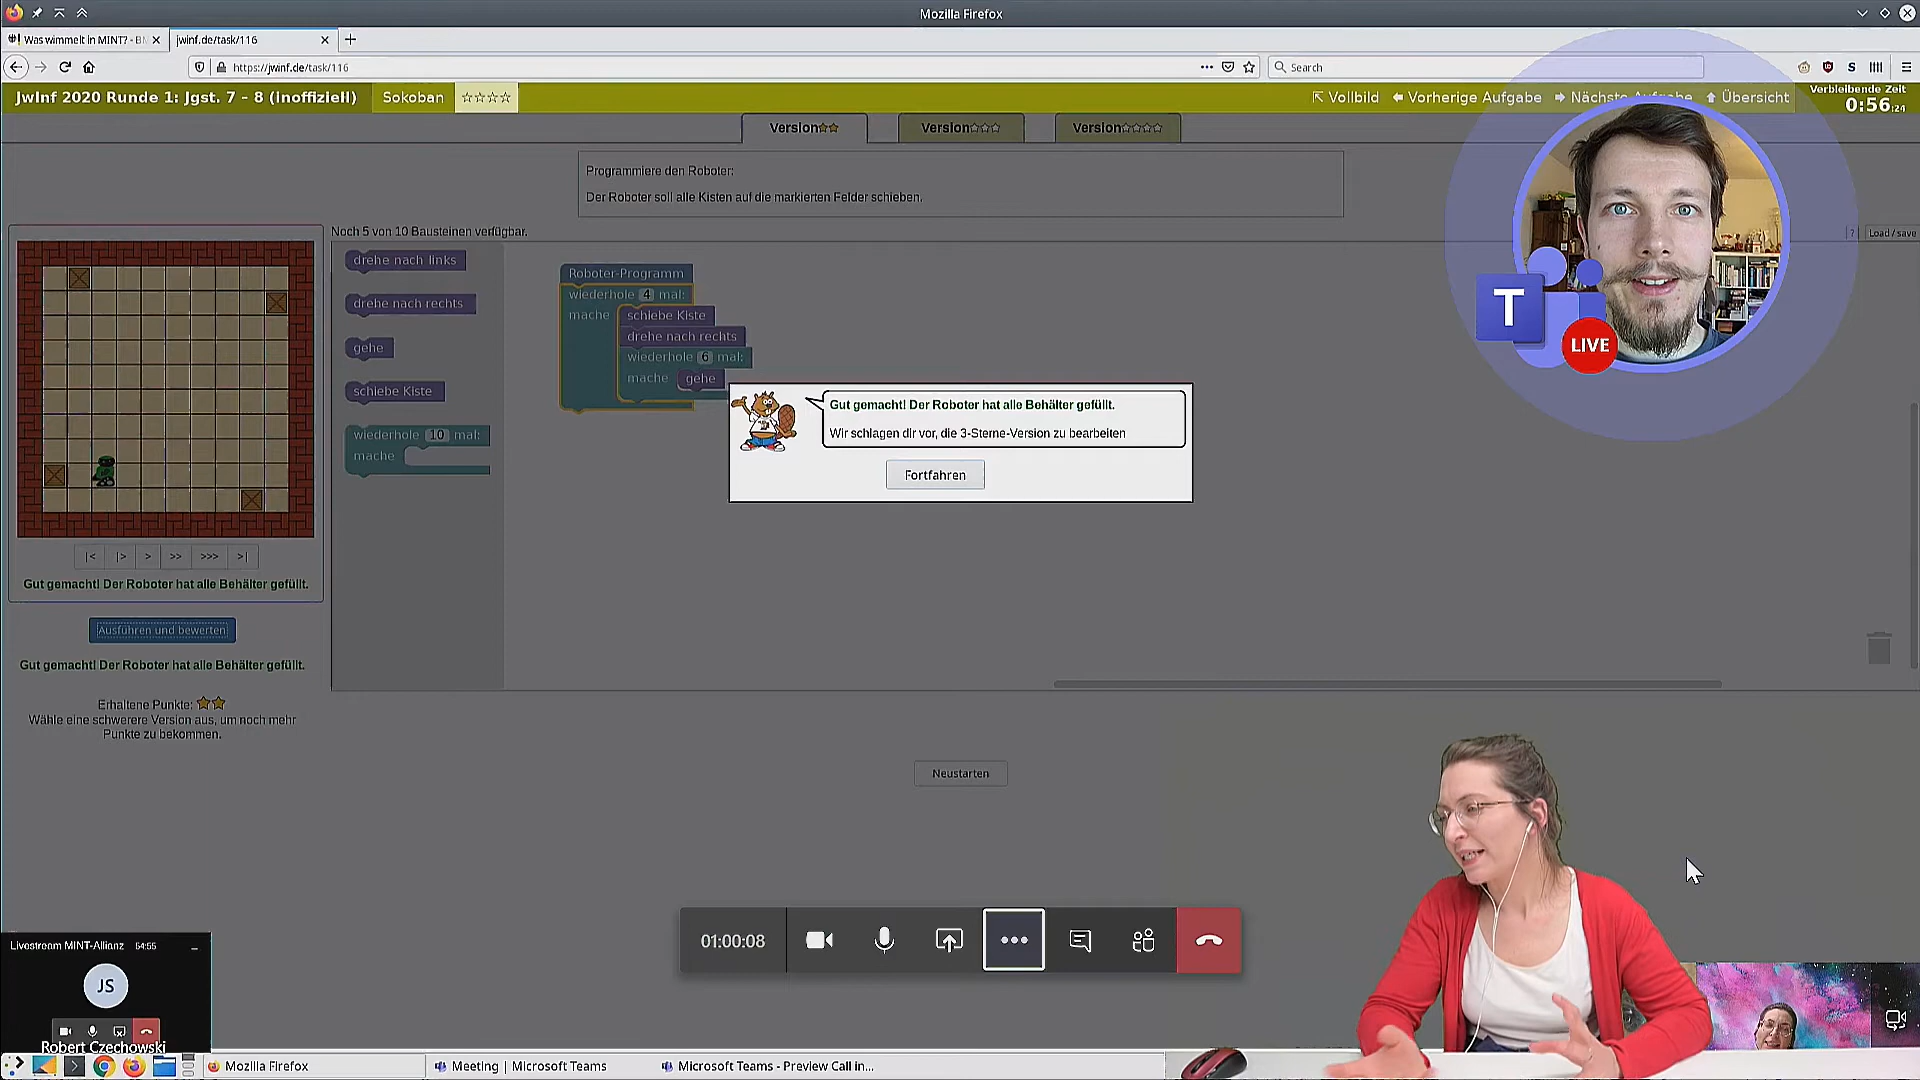 Mozilla Firefox
Was wimmelt in MINT? - BM
jwinf.de/task/116
https://jwinf.de/task/116
Search
JwInf 2020 Runde 1: Jgst. 7 – 8 (inoffiziell)
Sokoban
Vollbild
Vorherige Aufgabe
Nächste Aufgabe
Übersicht
Verbleibende Zeit
0:56:24
Version
Version
Version
Programmiere den Roboter:
Der Roboter soll alle Kisten auf die markierten Felder schieben.
? Load / save
Noch 5 von 10 Bausteinen verfügbar.
drehe nach links
drehe nach rechts
gehe
schiebe Kiste
wiederhole 10 mal:
mache
Roboter-Programm
wiederhole 4 mal:
mache schiebe Kiste
drehe nach rechts
wiederhole 6 mal:
mache gehe
T
LIVE
Gut gemacht! Der Roboter hat alle Behälter gefüllt.
Wir schlagen dir vor, die 3-Sterne-Version zu bearbeiten
Fortfahren
|< |> > >> >>> >|
Gut gemacht! Der Roboter hat alle Behälter gefüllt.
Ausführen und bewerten
Gut gemacht! Der Roboter hat alle Behälter gefüllt.
Erhaltene Punkte:
Wähle eine schwerere Version aus, um noch mehr
Punkte zu bekommen.
Neustarten
01:00:08
Livestream MINT-Allianz 54:55
JS
Robert Czechowski
Mozilla Firefox
Meeting | Microsoft Teams
Microsoft Teams - Preview Call in...